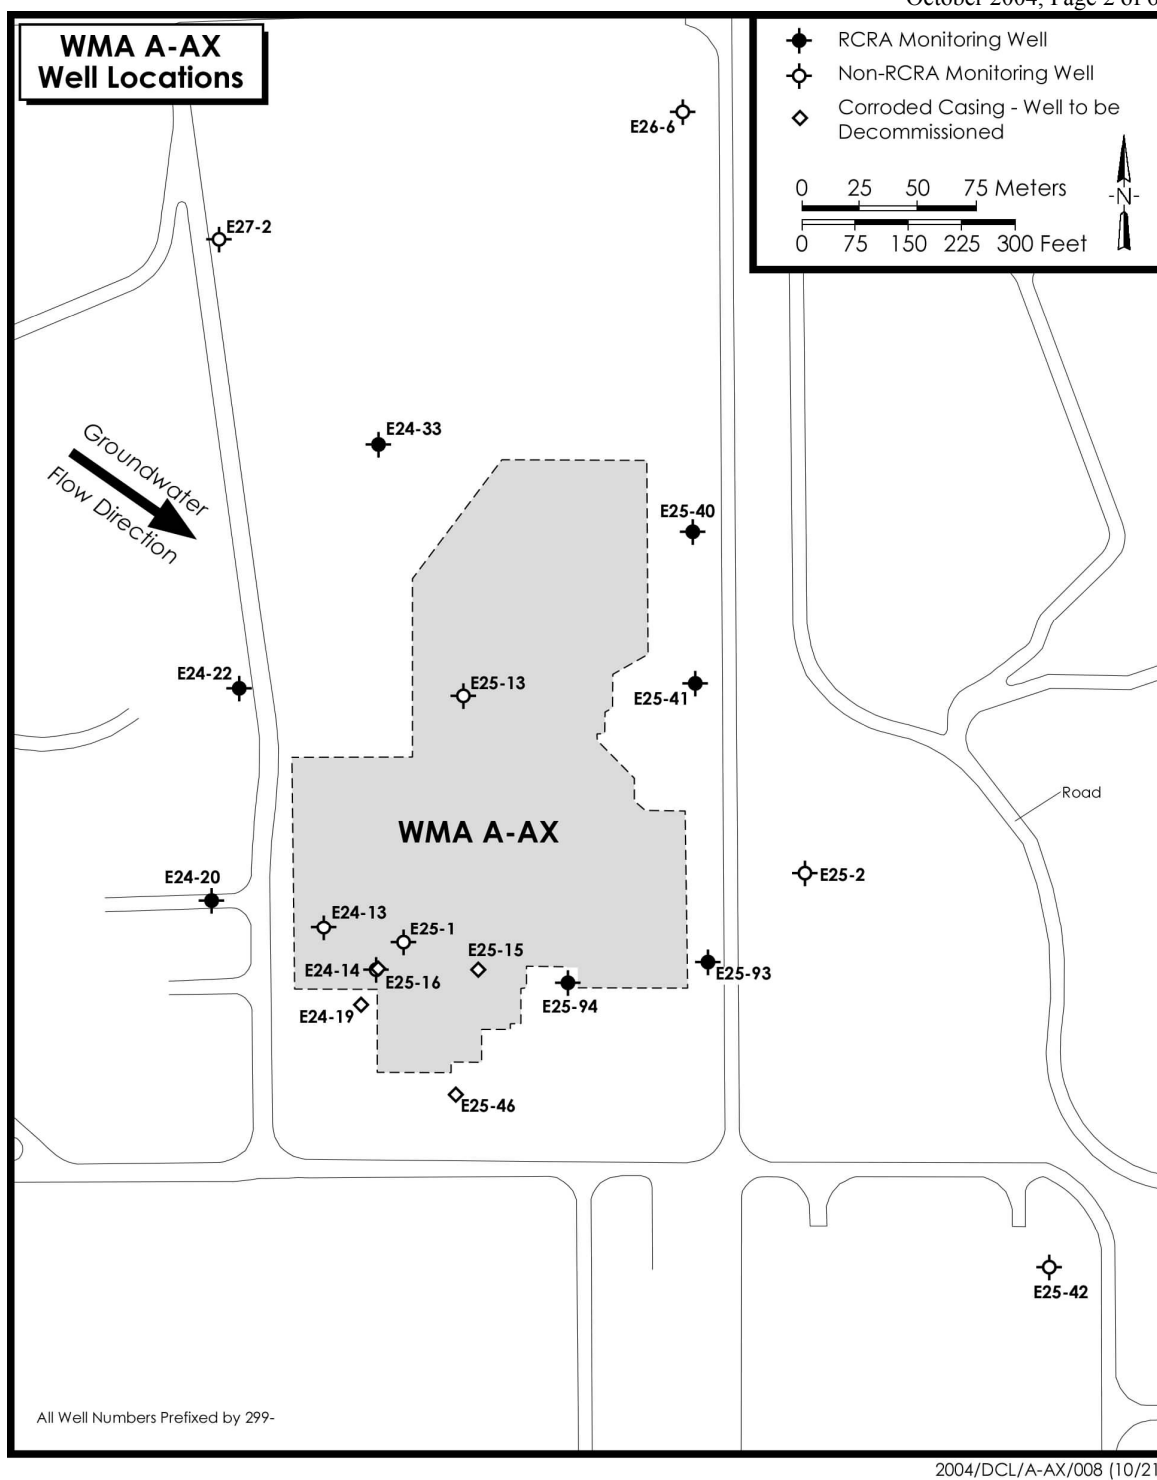 October 2004, Page 2 of 6
WMA A-AX
Well Locations
RCRA Monitoring Well
Non-RCRA Monitoring Well
Corroded Casing - Well to be
Decommissioned
0 25 50 75 Meters
0 75 150 225 300 Feet
-N-
E26-6
E27-2
E24-33
Groundwater
Flow Direction
E25-40
E24-22
E25-13
E25-41
Road
WMA A-AX
E24-20
E25-2
E24-13
E25-1
E25-15
E24-14
E25-16
E25-93
E24-19
E25-94
E25-46
E25-42
All Well Numbers Prefixed by 299-
2004/DCL/A-AX/008 (10/21